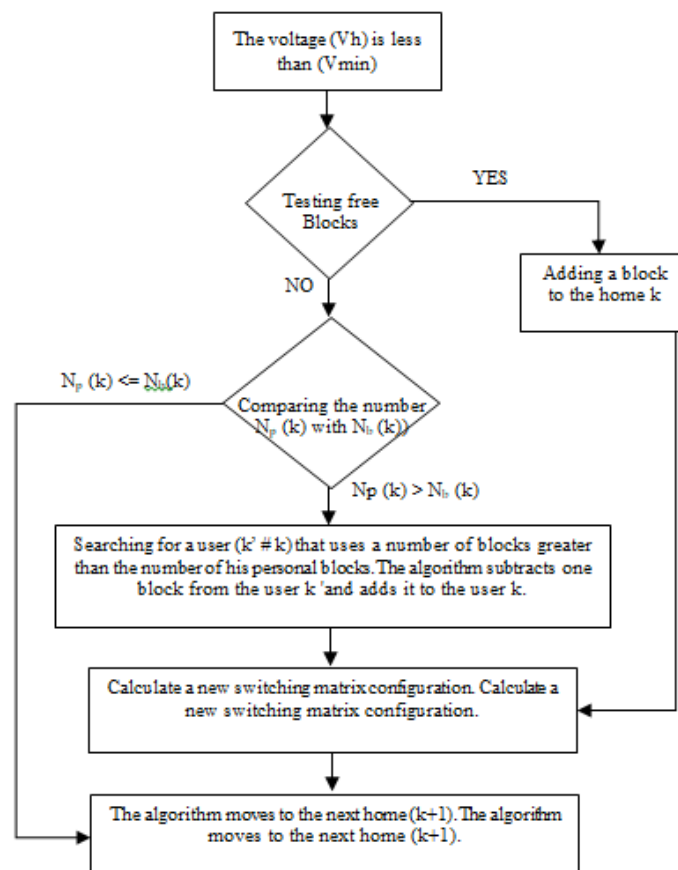 The voltage (Vh) is less
than (Vmin)
YES
Testing free
Blocks
Adding a block
to the home k
NO
Nₚ (k) <= N_b(k)
Comparing the number
Nₚ (k) with N_b (k))
Np (k) > N_b (k)
Searching for a user (k' # k) that uses a number of blocks greater
than the number of his personal blocks. The algorithm subtracts one
block from the user k 'and adds it to the user k.
Calculate a new switching matrix configuration. Calculate a
new switching matrix configuration.
The algorithm moves to the next home (k+1). The algorithm
moves to the next home (k+1).